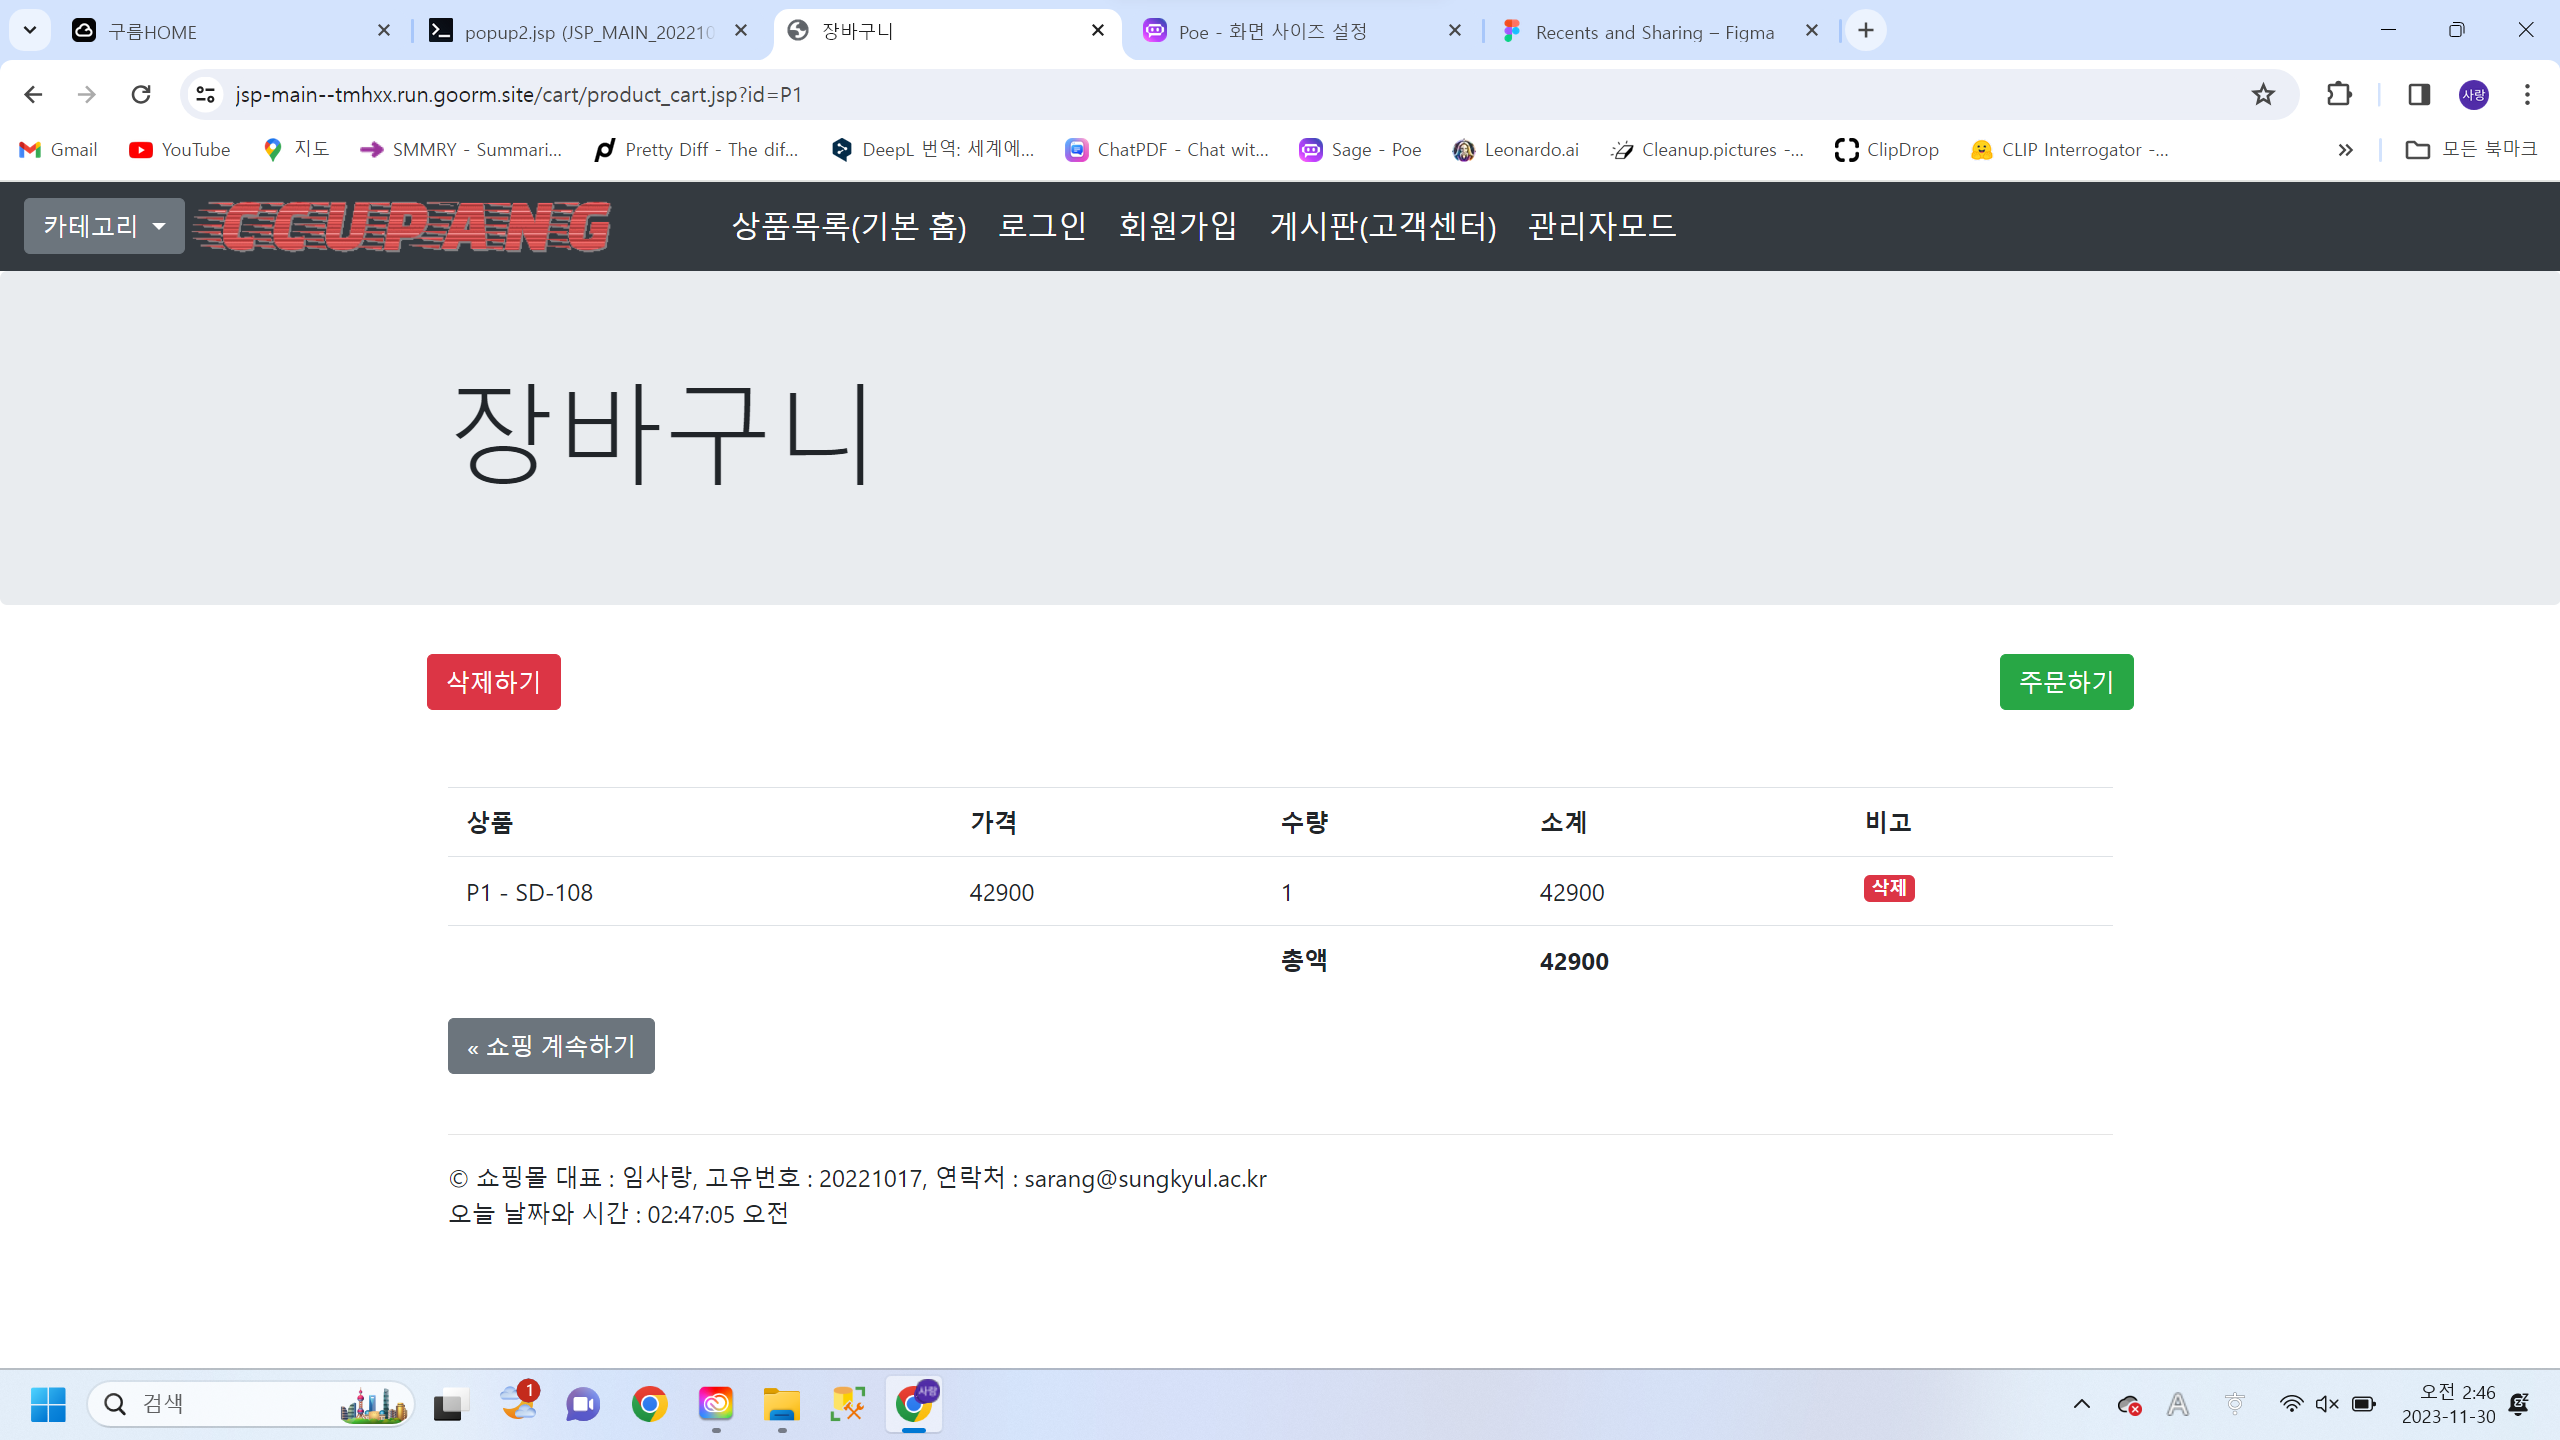 구름HOME
popup2.jsp (JSP_MAIN_202210
장바구니
Poe - 화면 사이즈 설정
Recents and Sharing – Figma
jsp-main--tmhxx.run.goorm.site/cart/product_cart.jsp?id=P1
사랑
Gmail
YouTube
지도
SMMRY - Summari...
Pretty Diff - The dif...
DeepL 번역: 세계에...
ChatPDF - Chat wit...
Sage - Poe
Leonardo.ai
Cleanup.pictures -...
ClipDrop
CLIP Interrogator -...
모든 북마크
카테고리
CCUPANG
상품목록(기본 홈)
로그인
회원가입
게시판(고객센터)
관리자모드
장바구니
삭제하기
주문하기
상품 가격 수량 소계 비고
P1 - SD-108 42900 1 42900 삭제
총액 42900
« 쇼핑 계속하기
© 쇼핑몰 대표 : 임사랑, 고유번호 : 20221017, 연락처 : sarang@sungkyul.ac.kr
오늘 날짜와 시간 : 02:47:05 오전
검색
1
사랑
A
ㅎ
오전 2:46
2023-11-30